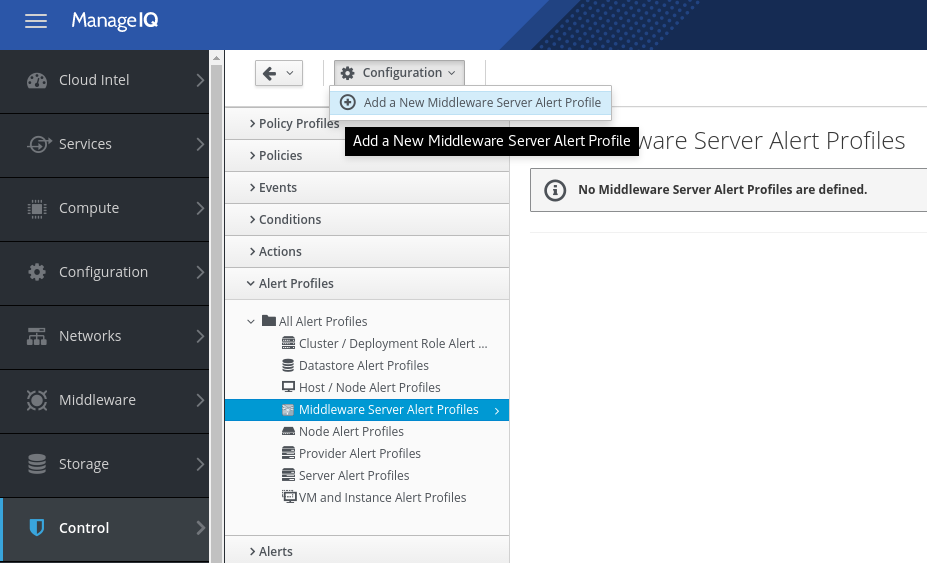 ManageIQ
Cloud Intel
Services
Compute
Configuration
Networks
Middleware
Storage
Control
Configuration
Add a New Middleware Server Alert Profile
Add a New Middleware Server Alert Profile
Policy Profiles
Policies
Events
Conditions
Actions
Alert Profiles
All Alert Profiles
Cluster / Deployment Role Alert ...
Datastore Alert Profiles
Host / Node Alert Profiles
Middleware Server Alert Profiles
Node Alert Profiles
Provider Alert Profiles
Server Alert Profiles
VM and Instance Alert Profiles
Alerts
ware Server Alert Profiles
No Middleware Server Alert Profiles are defined.